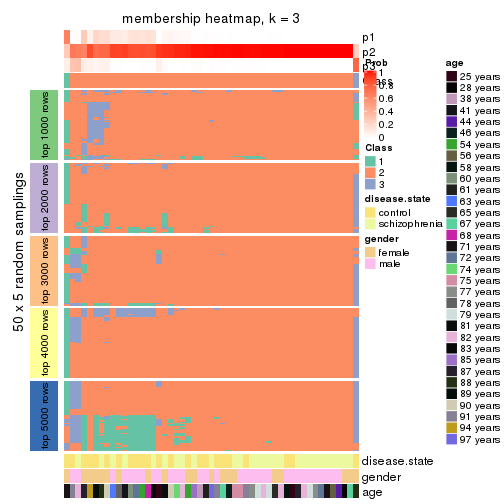 membership heatmap, k = 3
p1
p2
p3
Class
50 x 5 random samplings
top 1000 rows
top 2000 rows
top 3000 rows
top 4000 rows
top 5000 rows
disease.state
gender
age
Prob
1
0.8
0.6
0.4
0.2
0
Class
1
2
3
disease.state
control
schizophrenia
gender
female
male
age
25 years
28 years
38 years
41 years
44 years
46 years
54 years
56 years
58 years
60 years
61 years
63 years
65 years
67 years
68 years
71 years
72 years
74 years
75 years
77 years
78 years
79 years
81 years
82 years
83 years
85 years
87 years
88 years
89 years
90 years
91 years
94 years
97 years